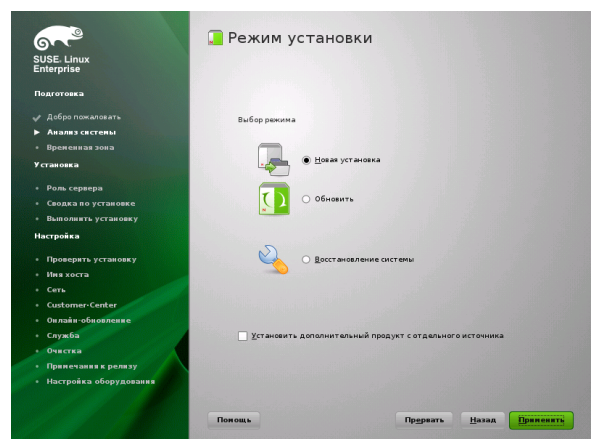 SUSE. Linux
Enterprise
Подготовка
Добро пожаловать
Анализ системы
Временная зона
Установка
Роль сервера
Сводка по установке
Выполнить установку
Настройка
Проверить установку
Имя хоста
Сеть
Customer-Center
Онлайн-обновление
Служба
Очистка
Примечания к релизу
Настройка оборудования
Режим установки
Выбор режима
Новая установка
Обновить
Восстановление системы
Установить дополнительный продукт с отдельного источника
Помощь
Прервать
Назад
Применить